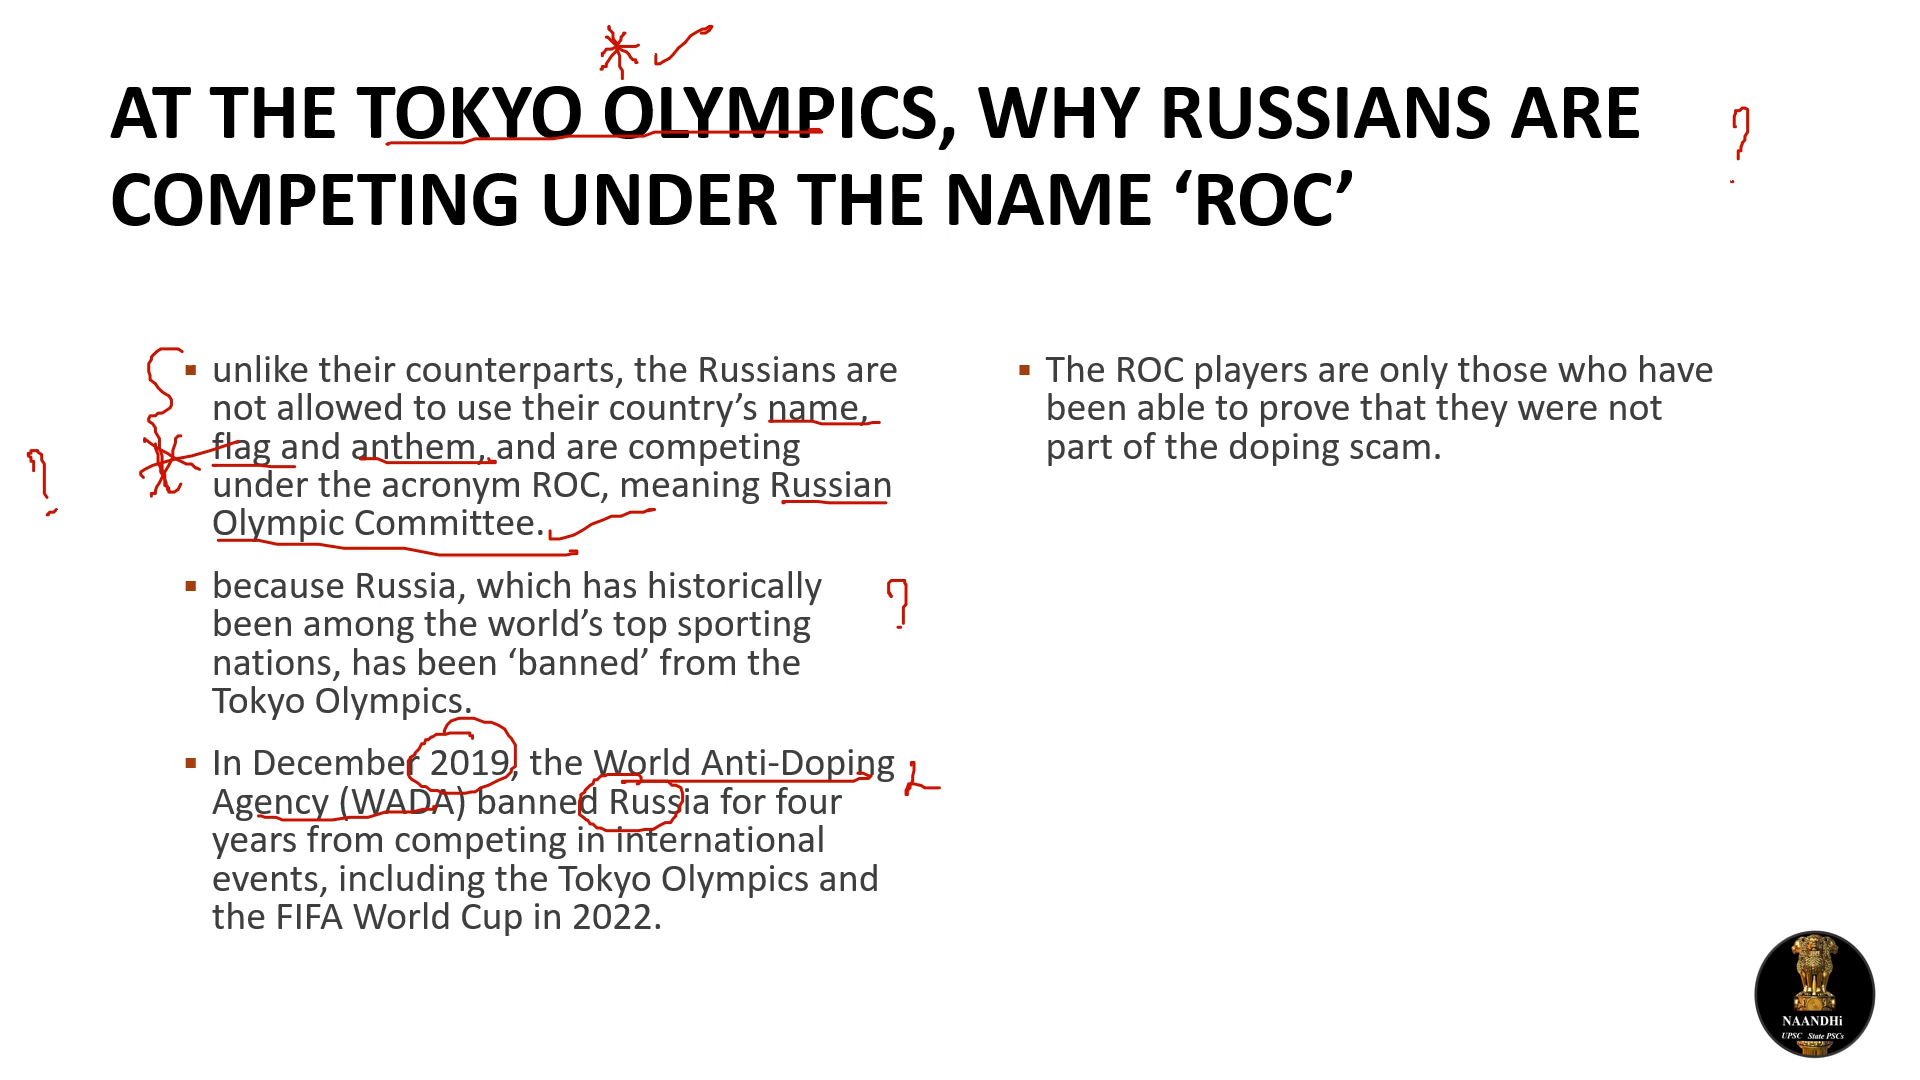 AT THE TOKYO OLYMPICS, WHY RUSSIANS ARE
COMPETING UNDER THE NAME ‘ROC’
?
▪ unlike their counterparts, the Russians are
not allowed to use their country’s name,
flag and anthem, and are competing
under the acronym ROC, meaning Russian
Olympic Committee.
?
▪ because Russia, which has historically
been among the world’s top sporting
nations, has been ‘banned’ from the
Tokyo Olympics.
?
▪ In December 2019, the World Anti-Doping
Agency (WADA) banned Russia for four
years from competing in international
events, including the Tokyo Olympics and
the FIFA World Cup in 2022.
▪ The ROC players are only those who have
been able to prove that they were not
part of the doping scam.
NAANDHi
UPSC State PSCs